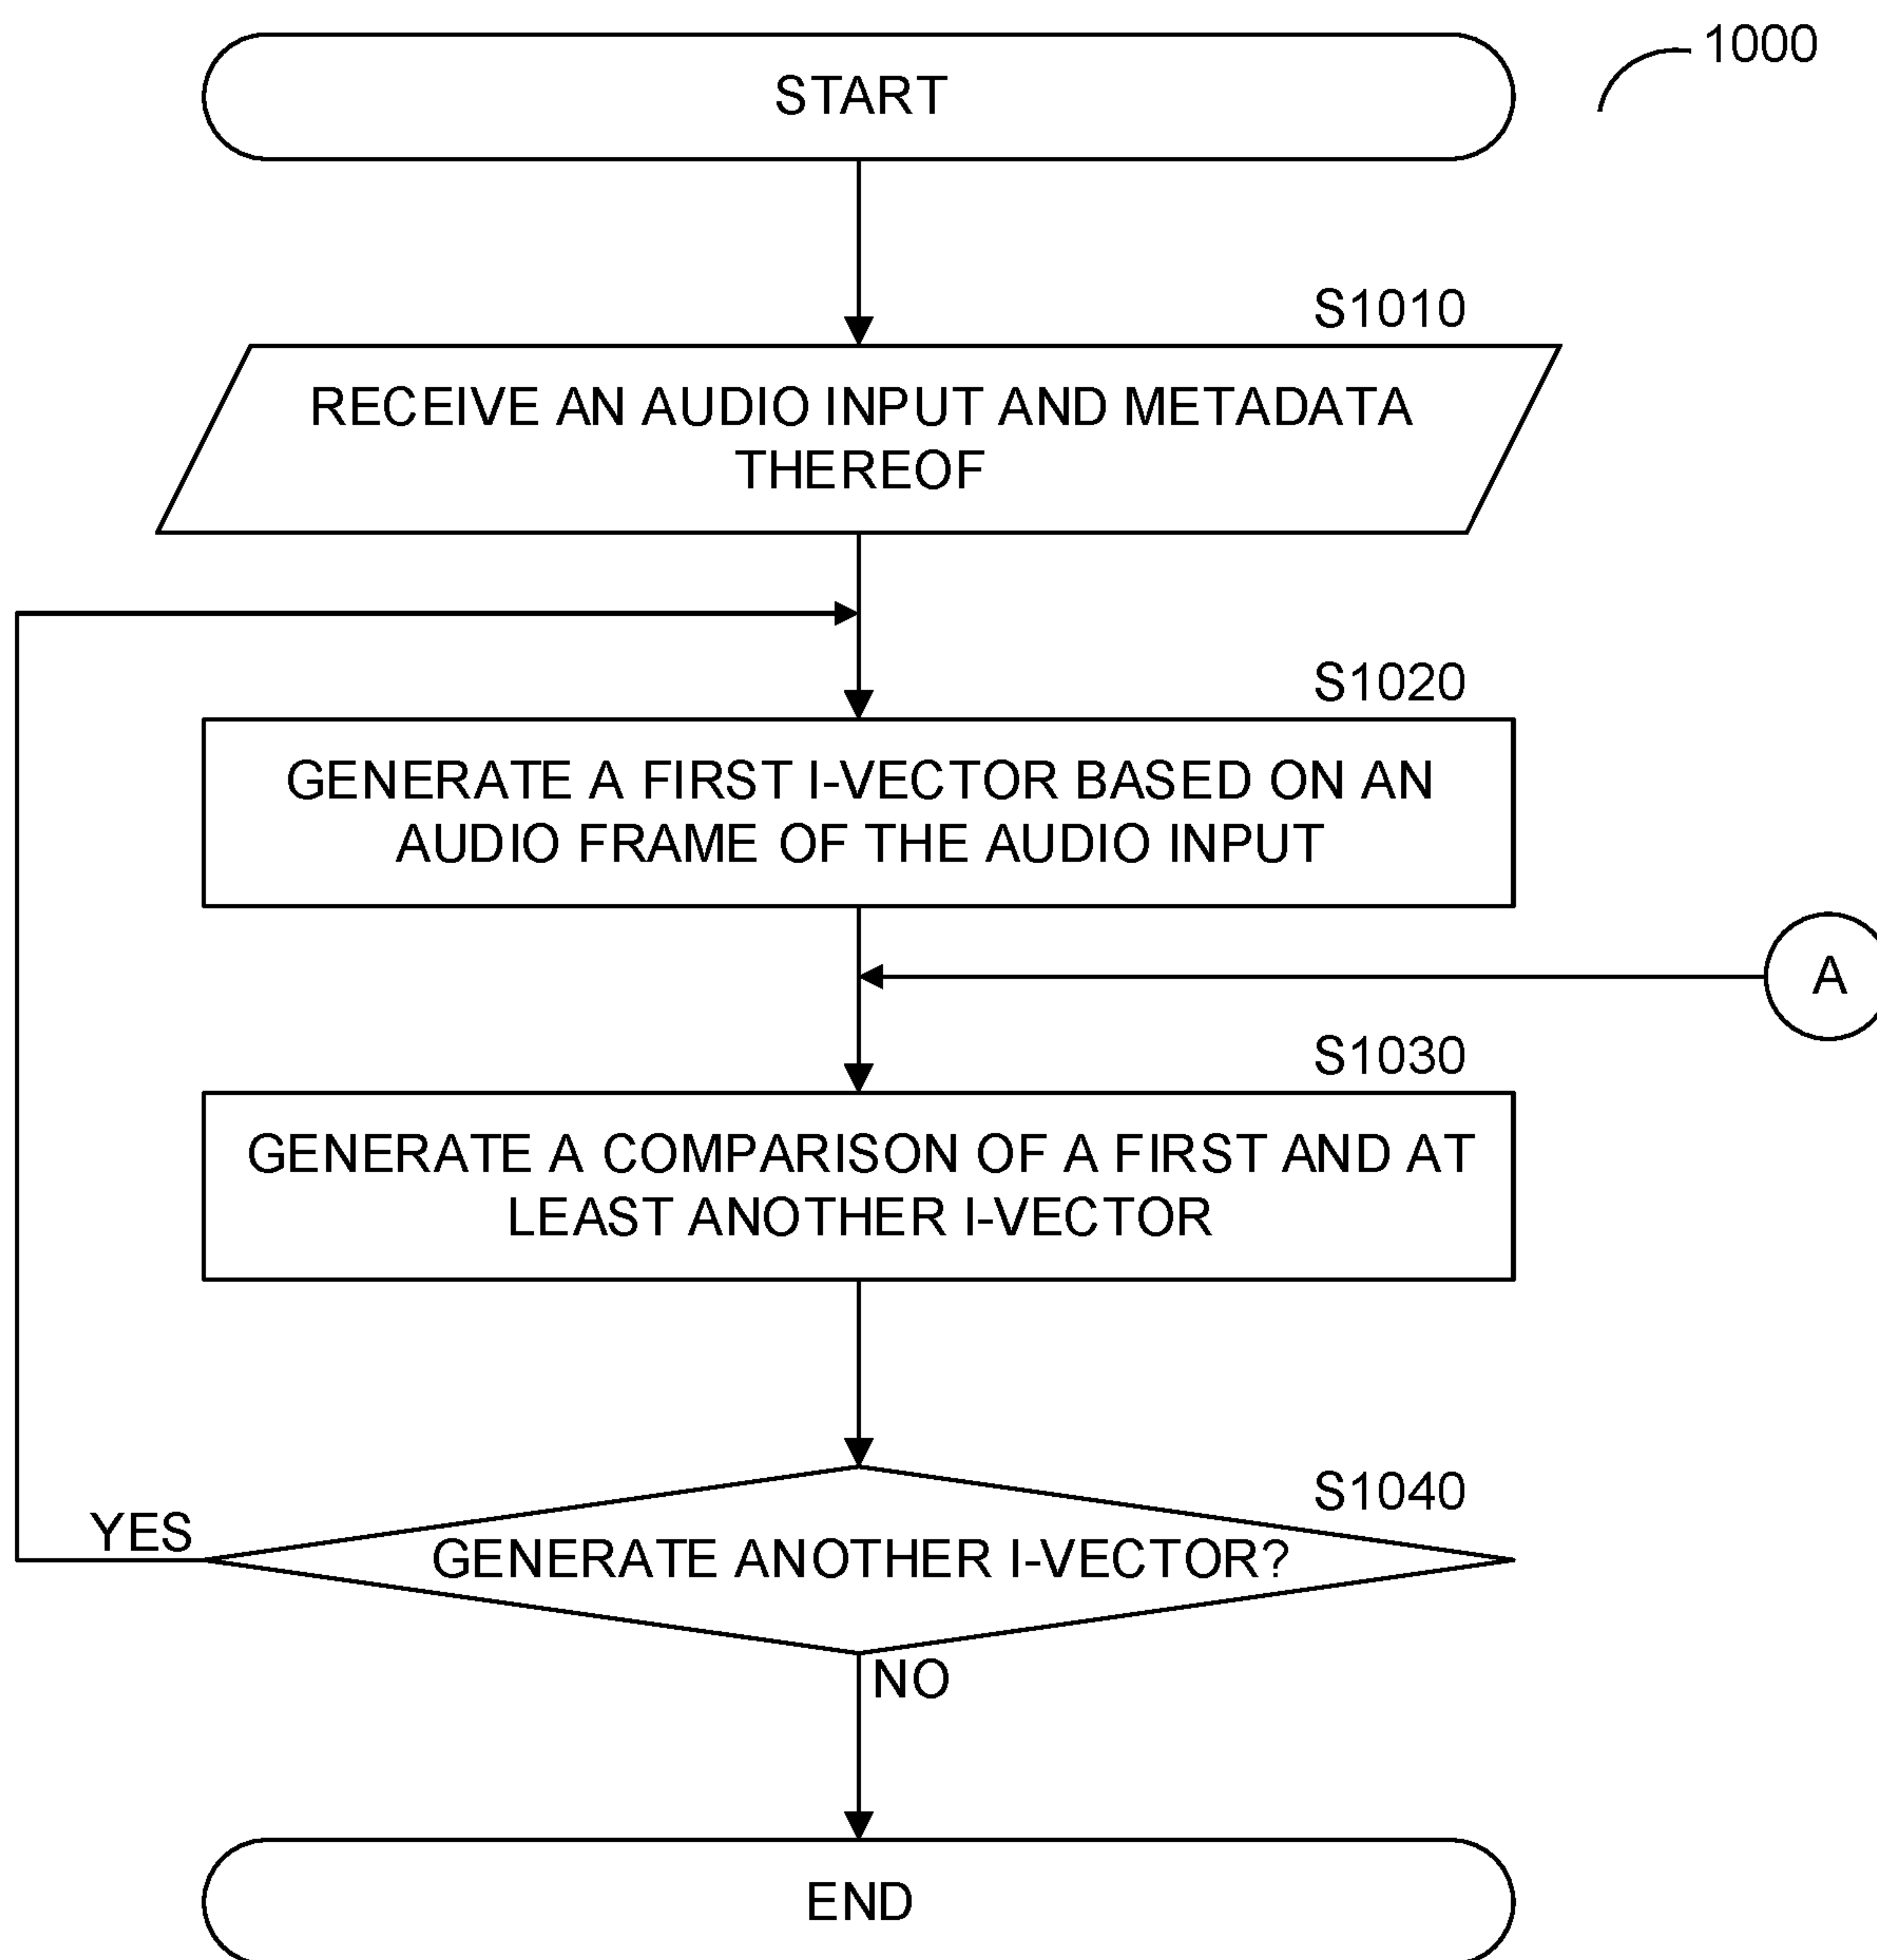 1000
START
S1010
RECEIVE AN AUDIO INPUT AND METADATA
THEREOF
S1020
GENERATE A FIRST I-VECTOR BASED ON AN
AUDIO FRAME OF THE AUDIO INPUT
A
S1030
GENERATE A COMPARISON OF A FIRST AND AT
LEAST ANOTHER I-VECTOR
S1040
YES
GENERATE ANOTHER I-VECTOR?
NO
END